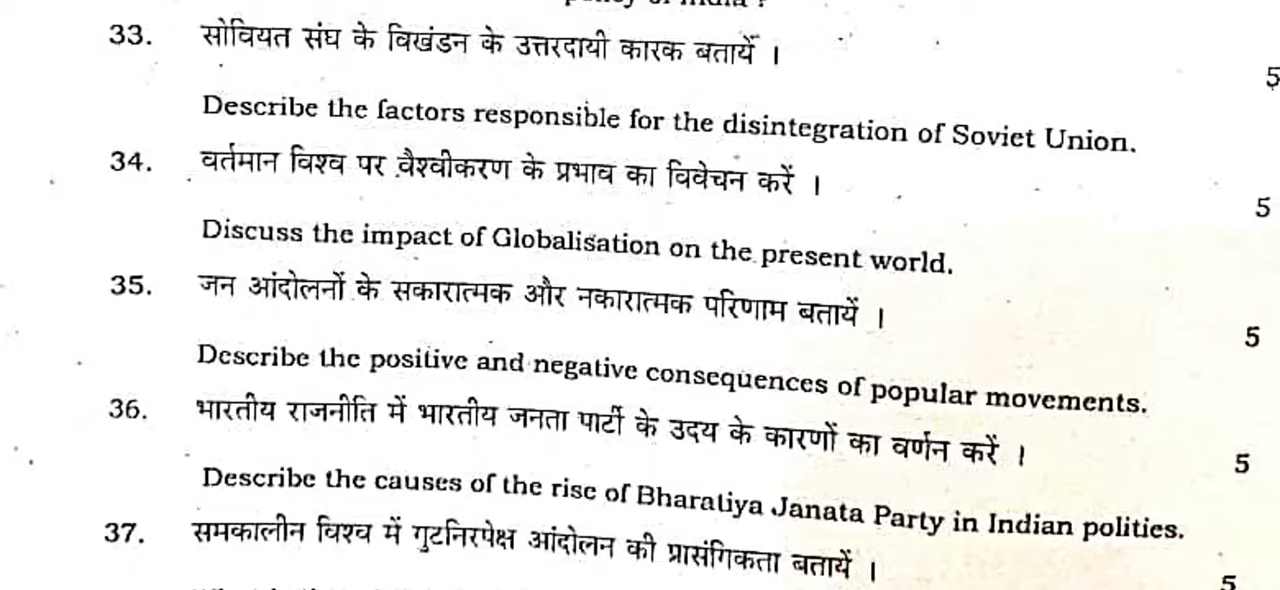 policy of India ?
33. सोवियत संघ के विखंडन के उत्तरदायी कारक बतायें ।
5
Describe the factors responsible for the disintegration of Soviet Union.
34. वर्तमान विश्व पर वैश्वीकरण के प्रभाव का विवेचन करें ।
5
Discuss the impact of Globalisation on the present world.
35. जन आंदोलनों के सकारात्मक और नकारात्मक परिणाम बतायें ।
5
Describe the positive and negative consequences of popular movements.
36. भारतीय राजनीति में भारतीय जनता पार्टी के उदय के कारणों का वर्णन करें ।
5
Describe the causes of the rise of Bharatiya Janata Party in Indian politics.
37. समकालीन विश्व में गुटनिरपेक्ष आंदोलन की प्रासंगिकता बतायें ।
5